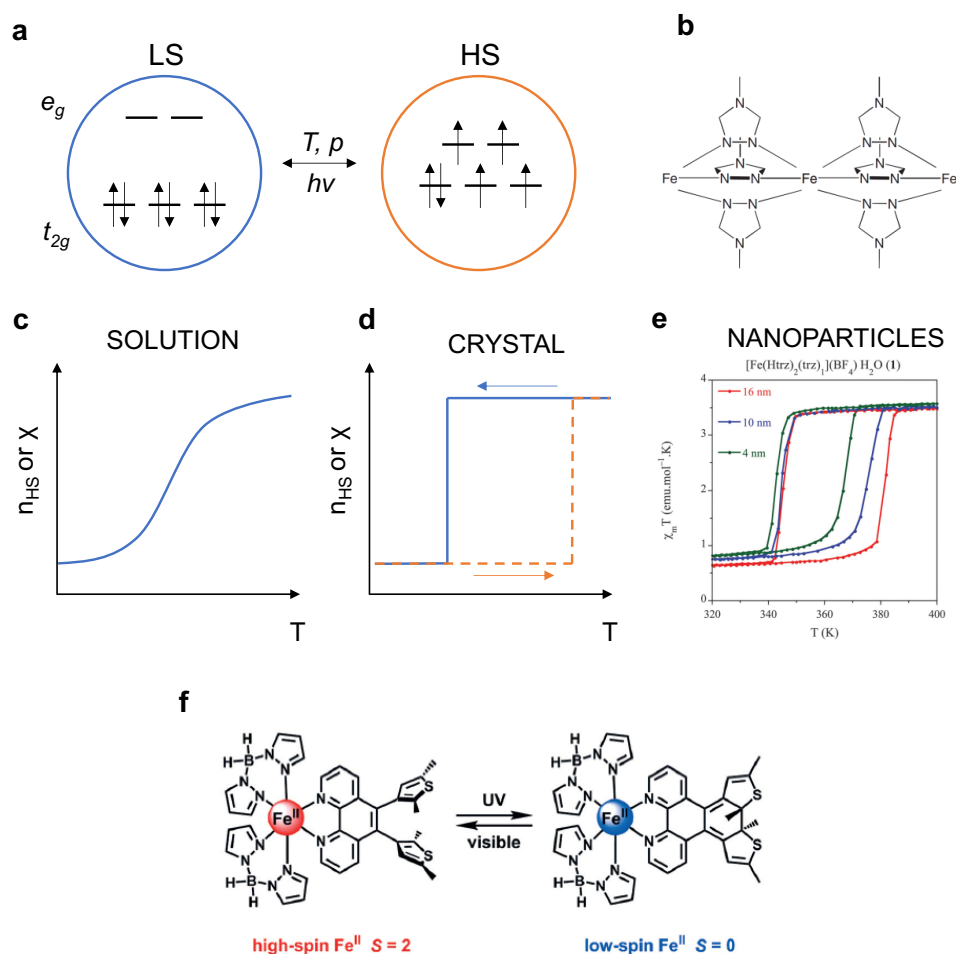 a
LS
HS
e_g
t_2g
T, p
hν
b
N
N N
N
N N
N N
N
N
N
N N
N
N N
N N
N
N
Fe
Fe
Fe
c
SOLUTION
n_HS or χ
T
d
CRYSTAL
n_HS or χ
T
e
NANOPARTICLES
[Fe(Htrz)₂(trz)₁](BF₄) H₂O (1)
16 nm
10 nm
4 nm
χ_mT (emu.mol⁻¹.K)
4
3
2
1
0
320
340
360
380
400
T (K)
f
H
H B N N
N N
N
Fe^II
N
N
N
H B N N
H
S
S
UV
visible
H
H B N N
N N
N
Fe^II
N
N
N
H B N N
H
S
S
high-spin Fe^II S = 2
low-spin Fe^II S = 0